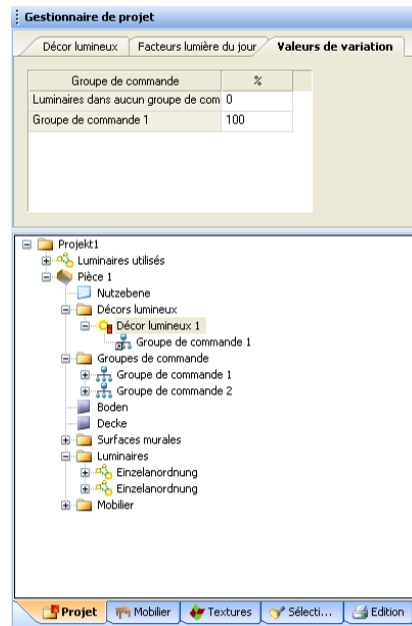 Gestionnaire de projet
Décor lumineux Facteurs lumière du jour Valeurs de variation
Groupe de commande %
Luminaires dans aucun groupe de com 0
Groupe de commande 1 100
Projekt1
Luminaires utilisés
Pièce 1
Nutzebene
Décors lumineux
Décor lumineux 1
Groupe de commande 1
Groupes de commande
Groupe de commande 1
Groupe de commande 2
Boden
Decke
Surfaces murales
Luminaires
Einzelanordnung
Einzelanordnung
Mobilier
Projet Mobilier Textures Sélecti... Edition